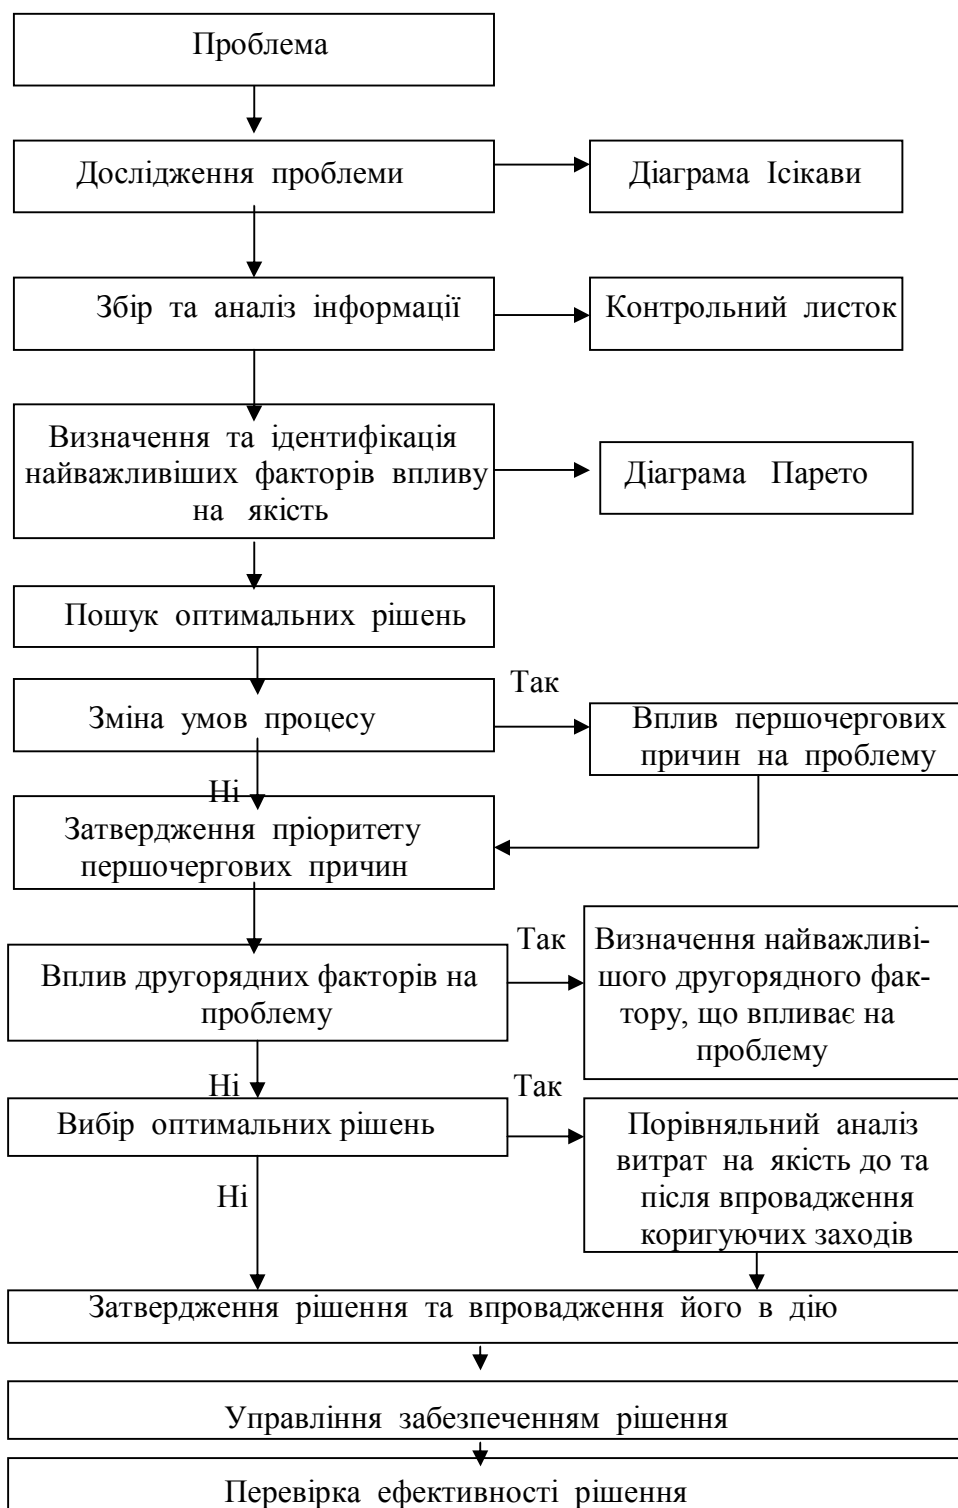 Проблема
Дослідження проблеми
Діаграма Ісікави
Збір та аналіз інформації
Контрольний листок
Визначення та ідентифікація
найважливіших факторів впливу
на якість
Діаграма Парето
Пошук оптимальних рішень
Зміна умов процесу
Так
Вплив першочергових
причин на проблему
Ні
Затвердження пріоритету
першочергових причин
Вплив другорядних факторів на
проблему
Так
Визначення найважливі-
шого другорядного фак-
тору, що впливає на
проблему
Ні
Вибір оптимальних рішень
Так
Порівняльний аналіз
витрат на якість до та
після впровадження
коригуючих заходів
Ні
Затвердження рішення та впровадження його в дію
Управління забезпеченням рішення
Перевірка ефективності рішення